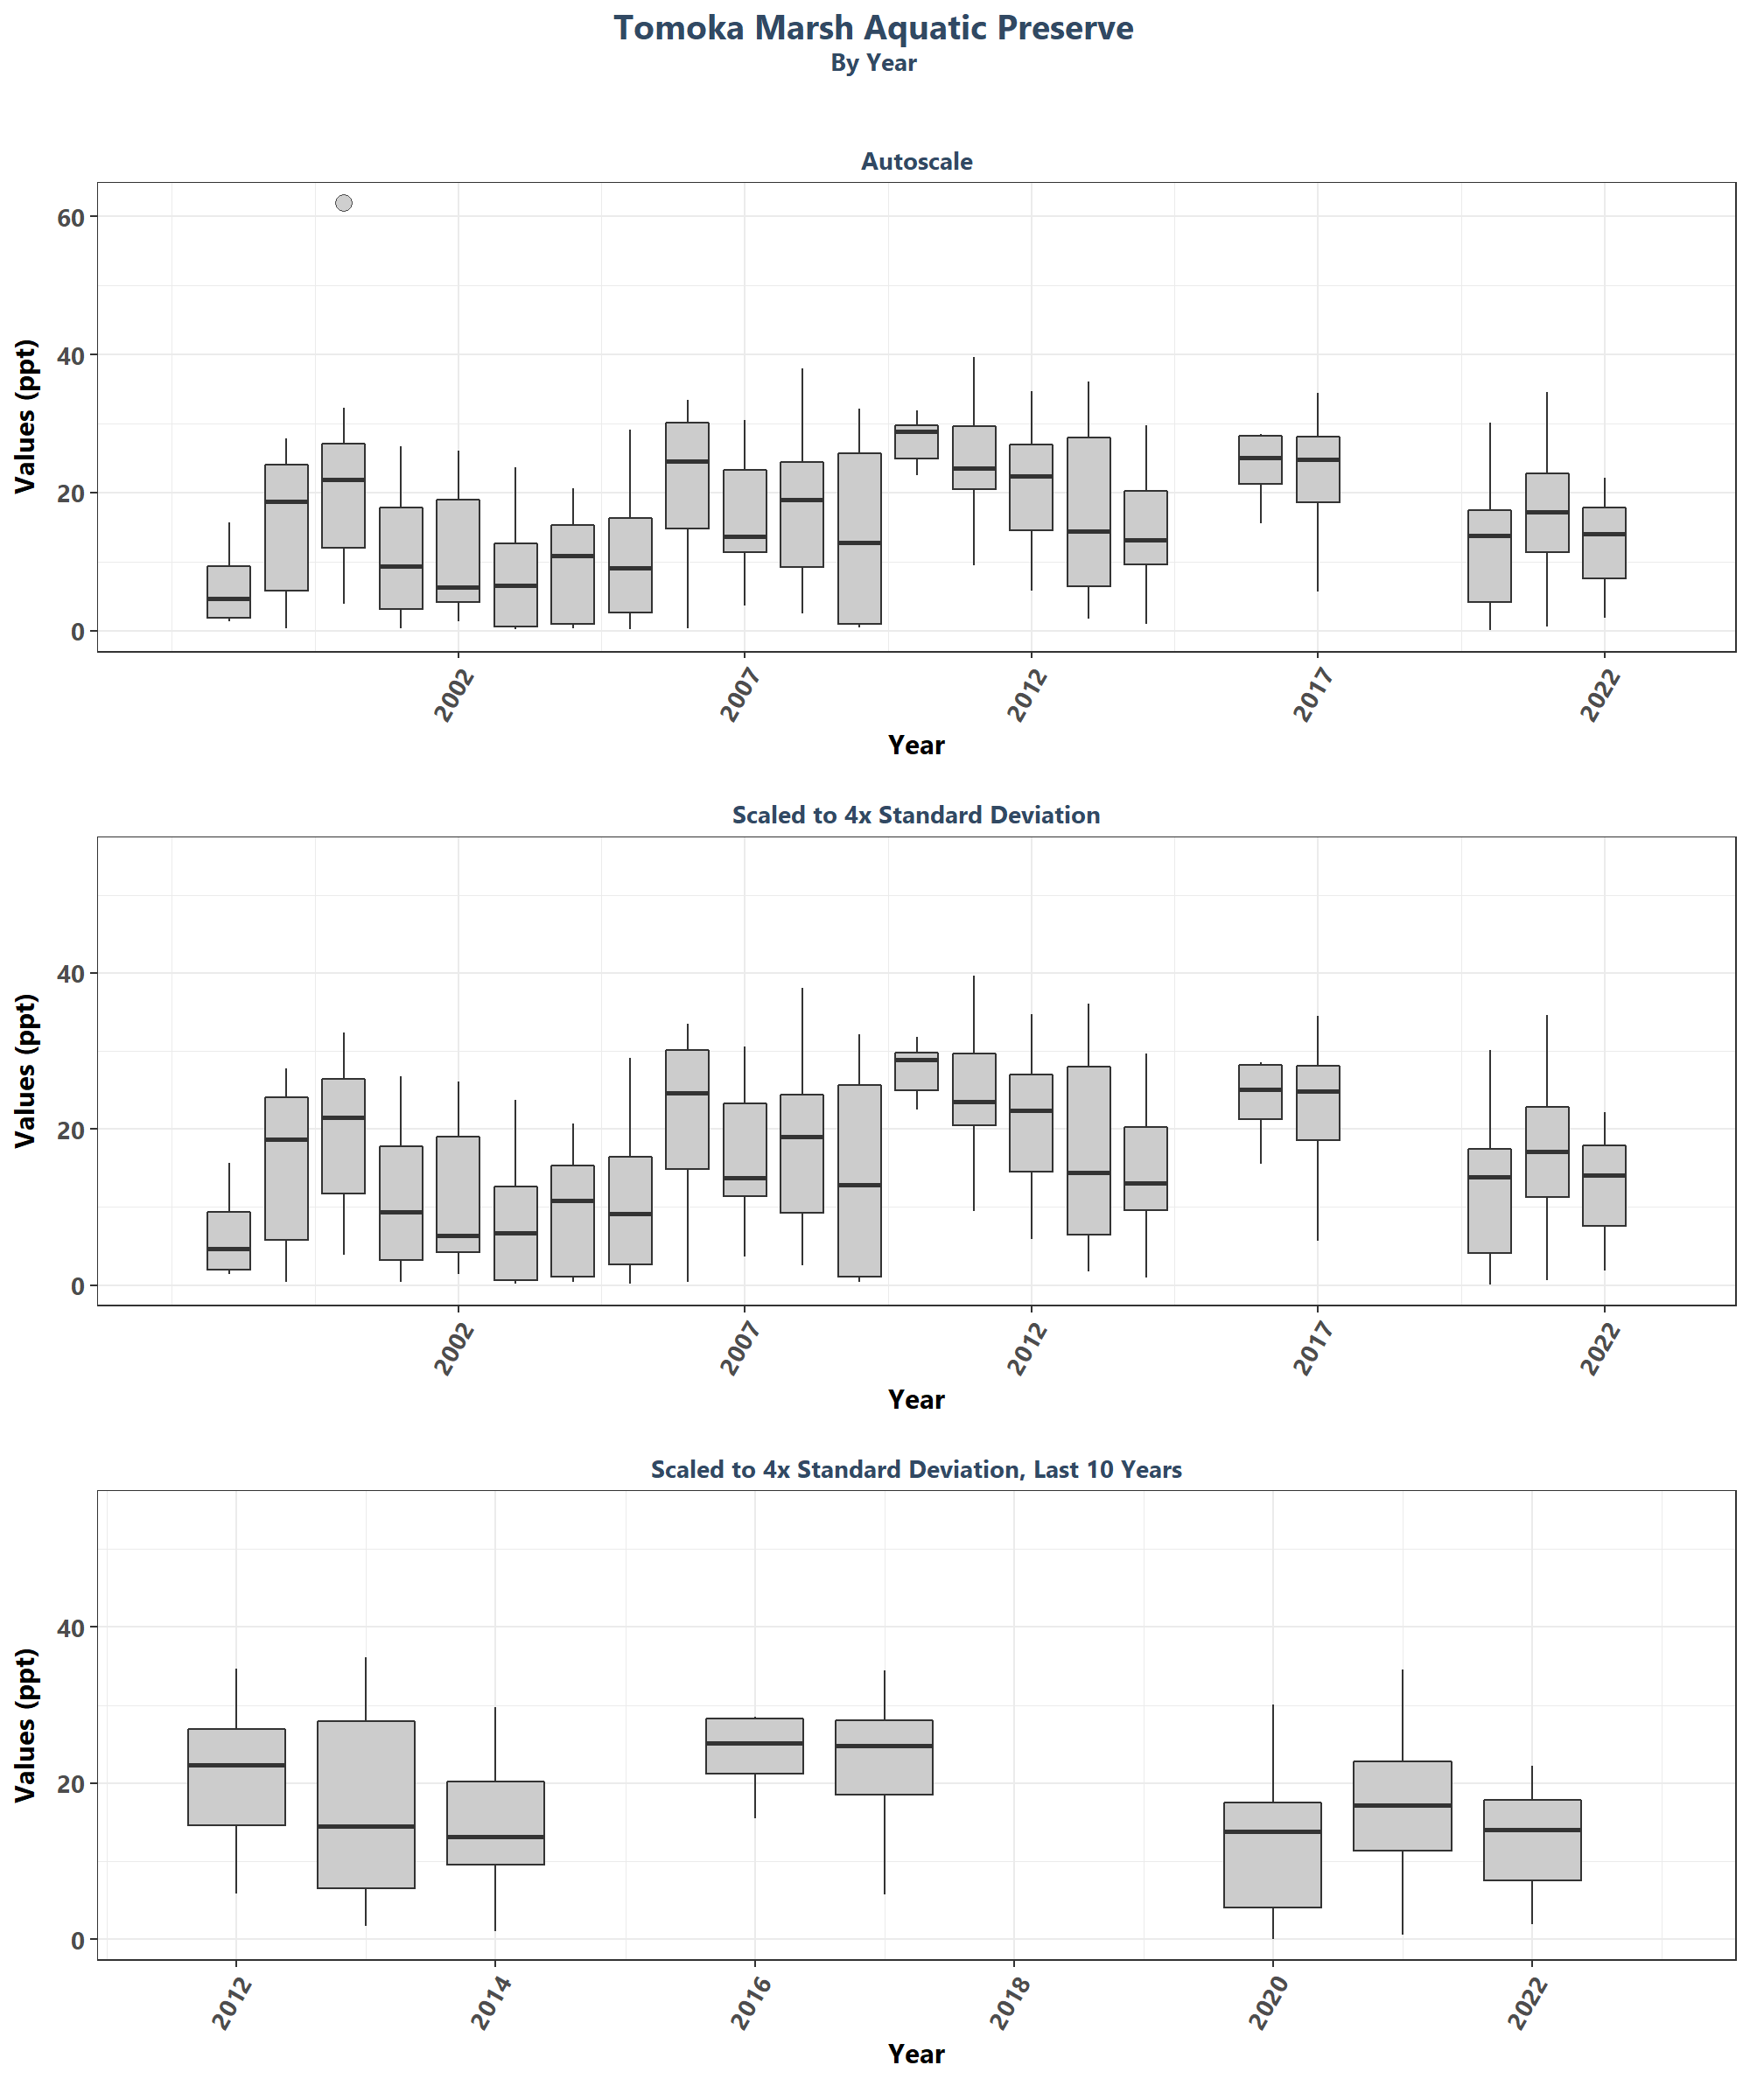 Tomoka Marsh Aquatic Preserve
By Year
Autoscale
Values (ppt)
60
40
20
0
2002
2007
2012
2017
2022
Year
Scaled to 4x Standard Deviation
Values (ppt)
40
20
0
2002
2007
2012
2017
2022
Year
Scaled to 4x Standard Deviation, Last 10 Years
Values (ppt)
40
20
0
2012
2014
2016
2018
2020
2022
Year